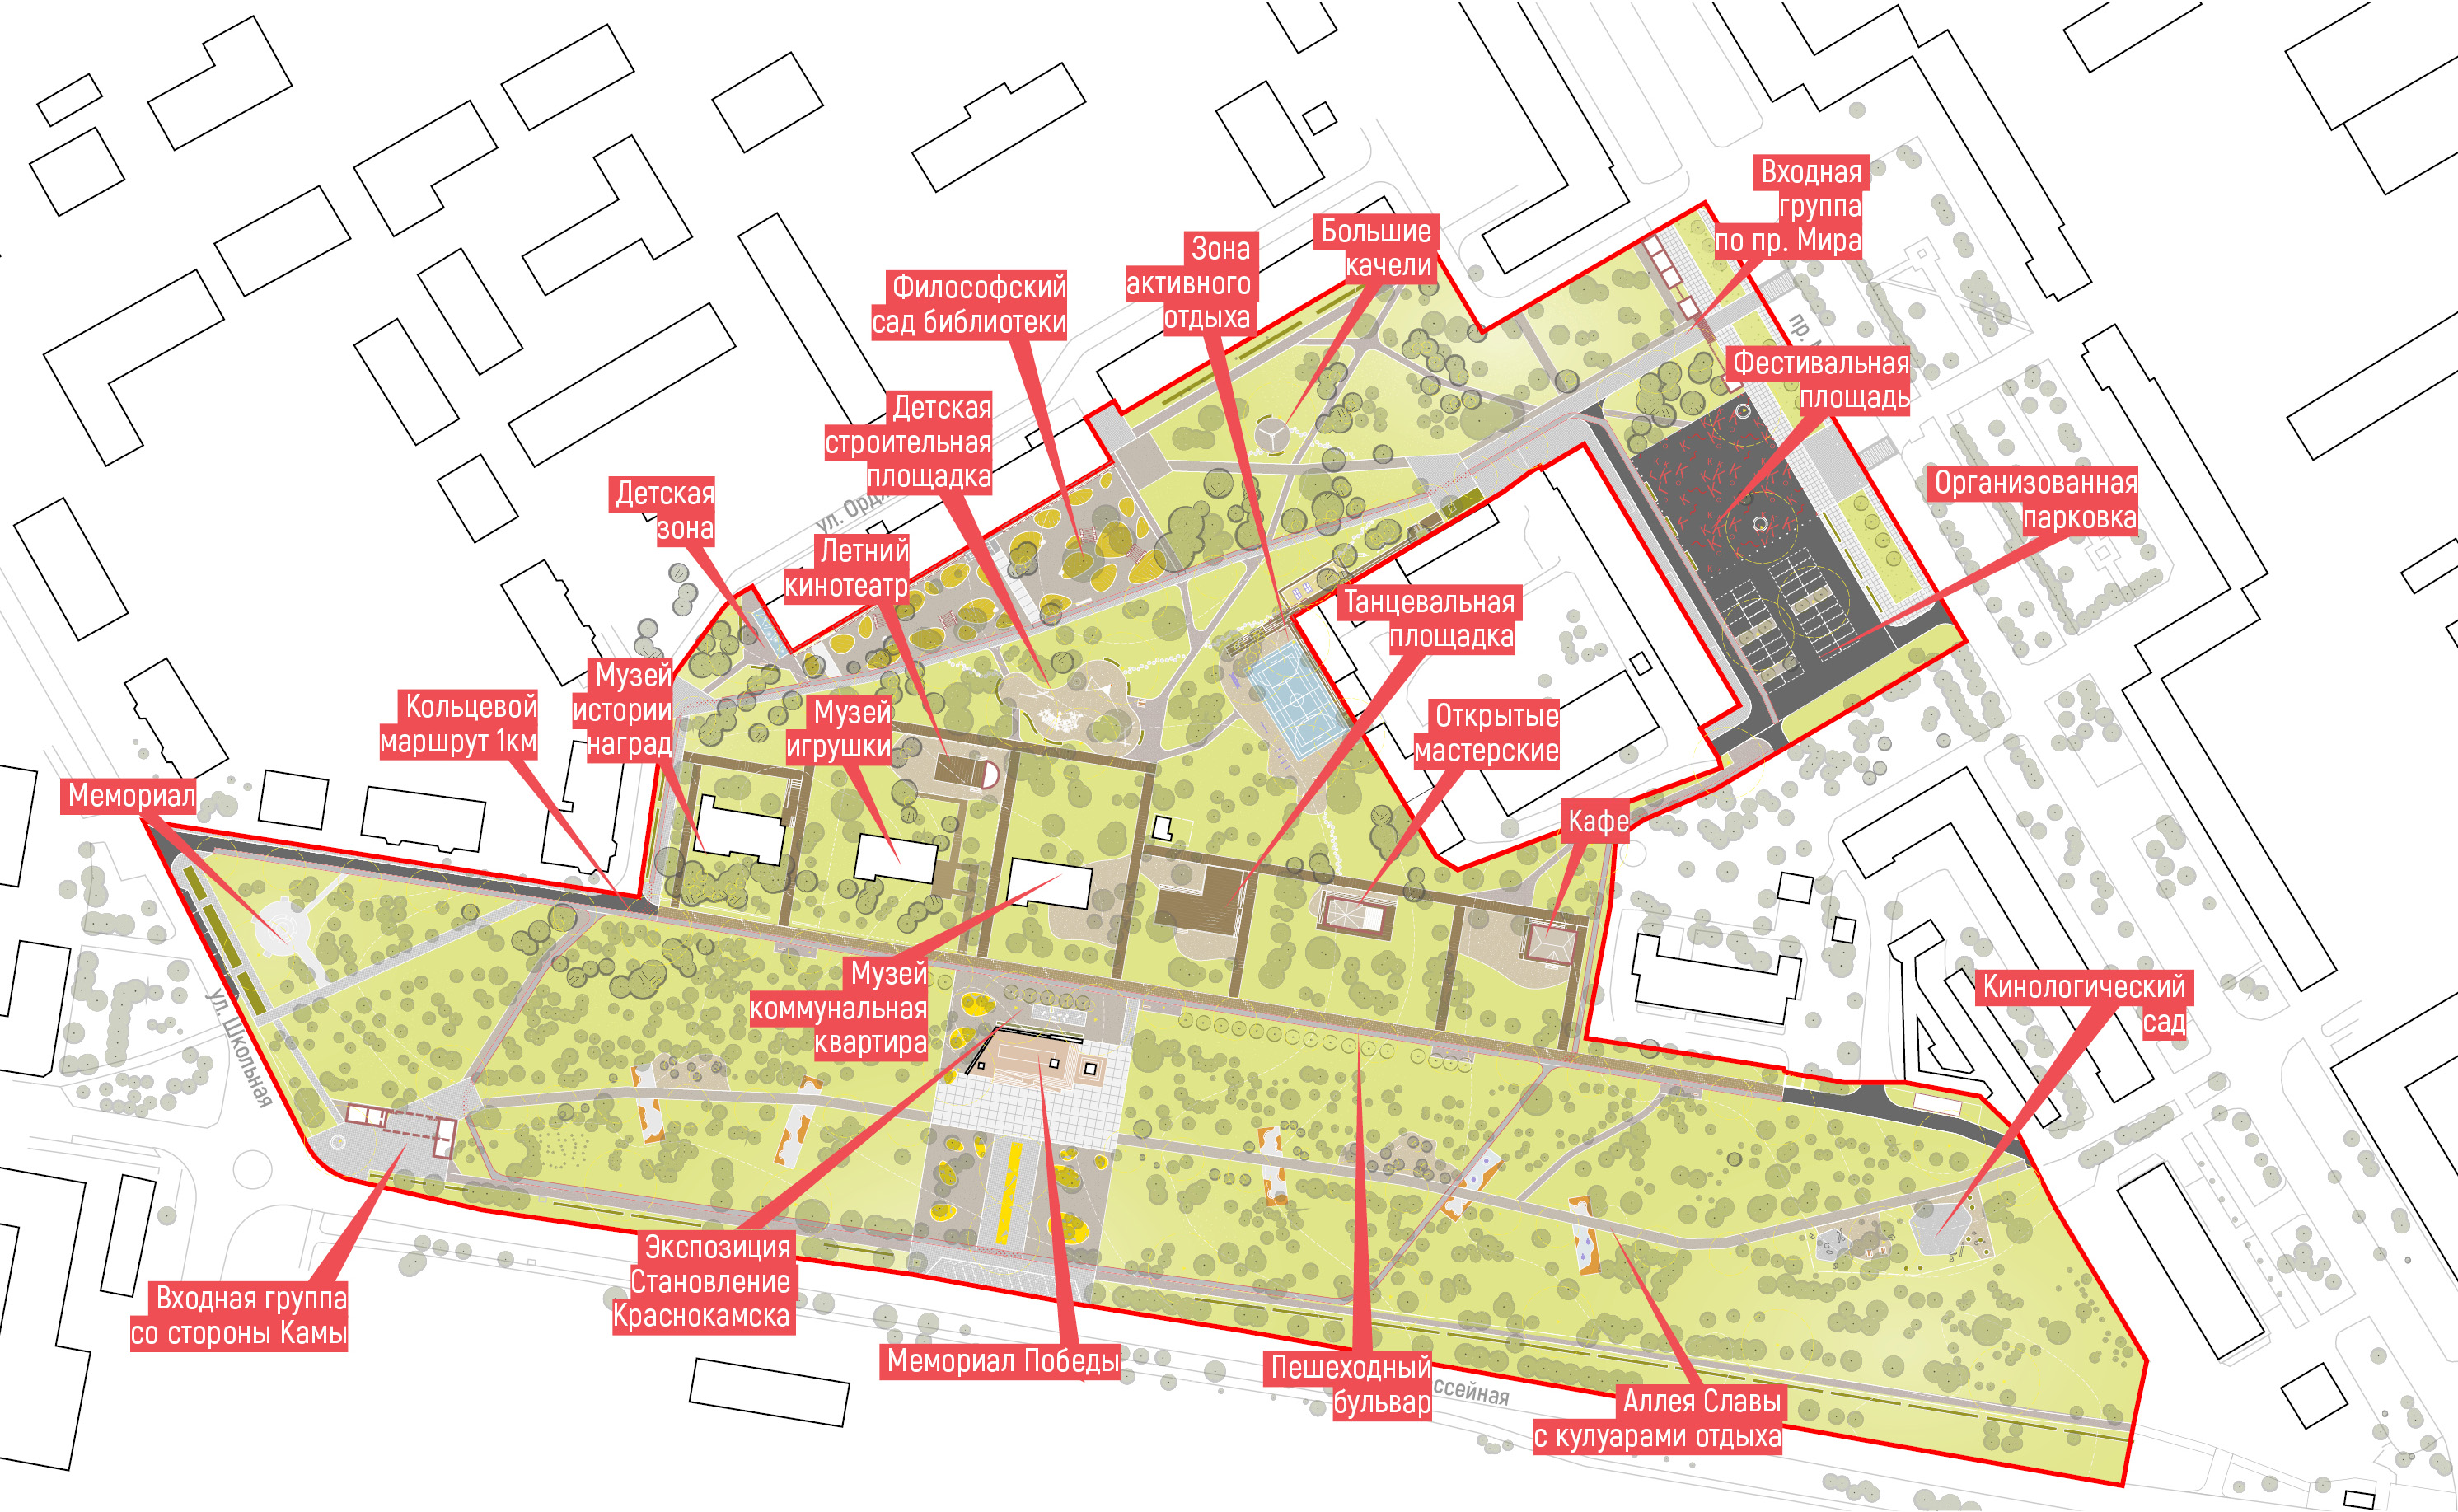 Входная
группа
по пр. Мира
Большие
качели
Зона
активного
отдыха
Философский
сад библиотеки
пр.
Фестивальная
площадь
Детская
строительная
площадка
Организованная
парковка
Детская
зона
ул.
Летний
кинотеатр
Танцевальная
площадка
Музей
истории
наград
Кольцевой
маршрут 1км
Музей
игрушки
Открытые
мастерские
Мемориал
Кафе
Музей
коммунальная
квартира
Кинологический
сад
ул. Школьная
Экспозиция
Становление
Краснокамска
Входная группа
со стороны Камы
Мемориал Победы
Пешеходный
бульвар
ссейная
Аллея Славы
с кулуарами отдыха